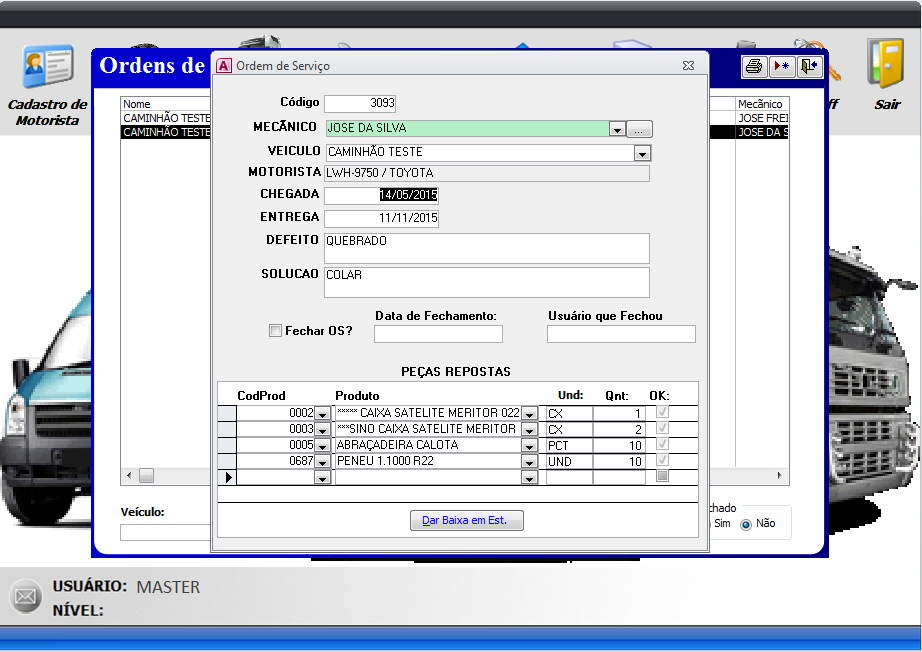 Cadastro de
Motorista
ff
Sair
Ordens de
Nome
CAMINHÃO TESTE
CAMINHÃO TESTE
Mecãnico
JOSE FREI
JOSE DA S
Veículo:
Sim
Não
Ordem de Serviço
Código 3093
MECÃNICO JOSE DA SILVA ...
VEICULO CAMINHÃO TESTE
MOTORISTA LWH-9750 / TOYOTA
CHEGADA 14/05/2015
ENTREGA 11/11/2015
DEFEITO QUEBRADO
SOLUCAO COLAR
Data de Fechamento: Usuário que Fechou
Fechar OS?
PEÇAS REPOSTAS
CodProd Produto Und: Qnt: OK:
0002 ***** CAIXA SATELITE MERITOR 022 CX 1
0003 ***SINO CAIXA SATELITE MERITOR CX 2
0005 ABRAÇADEIRA CALOTA PCT 10
0687 PENEU 1.1000 R22 UND 10
Dar Baixa em Est.
USUÁRIO: MASTER
NÍVEL: